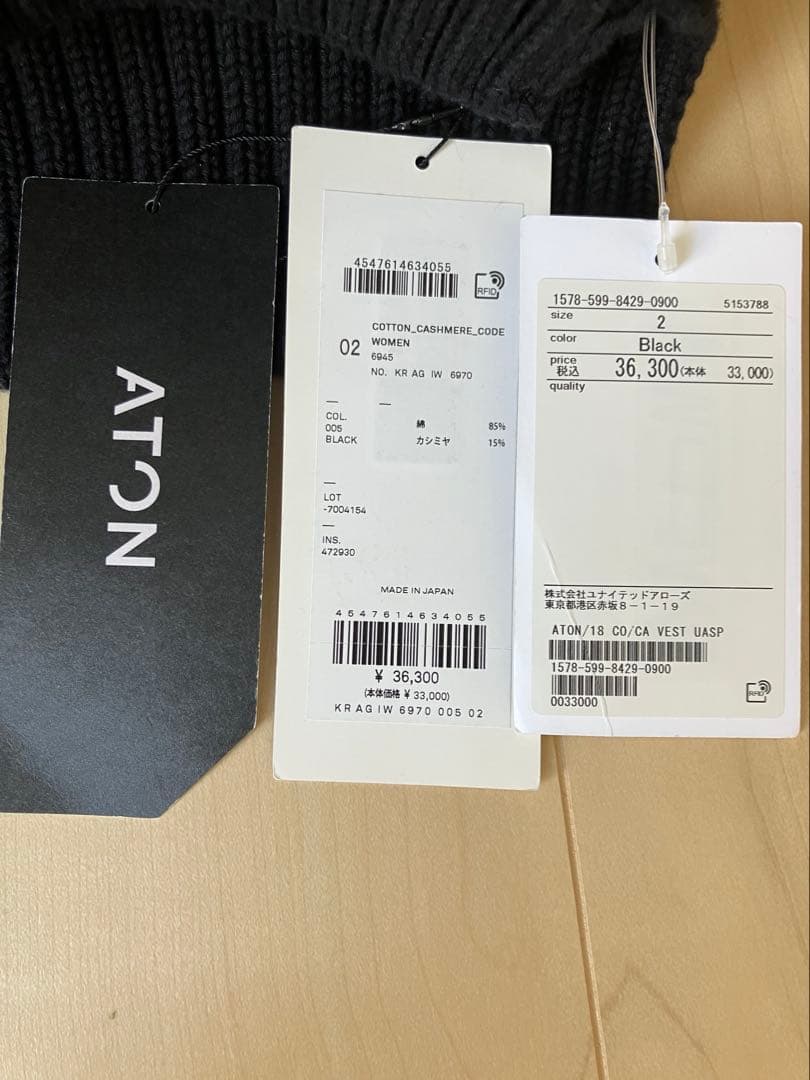 ATON
4547614634055
RFID
02
COTTON_CASHMERE_CODE
WOMEN
6945
NO. KR AG IW 6970
COL.
005
BLACK
綿 85%
カシミヤ 15%
LOT
-7004154
INS.
472930
MADE IN JAPAN
4547614634055
¥ 36,300
(本体価格 ¥ 33,000)
KR AG IW 6970 005 02
1578-599-8429-0900 5153788
size 2
color Black
price 税込 36,300(本体 33,000)
quality
株式会社ユナイテッドアローズ
東京都港区赤坂8-1-19
ATON/18 CO/CA VEST UASP
1578-599-8429-0900
0033000
RFID